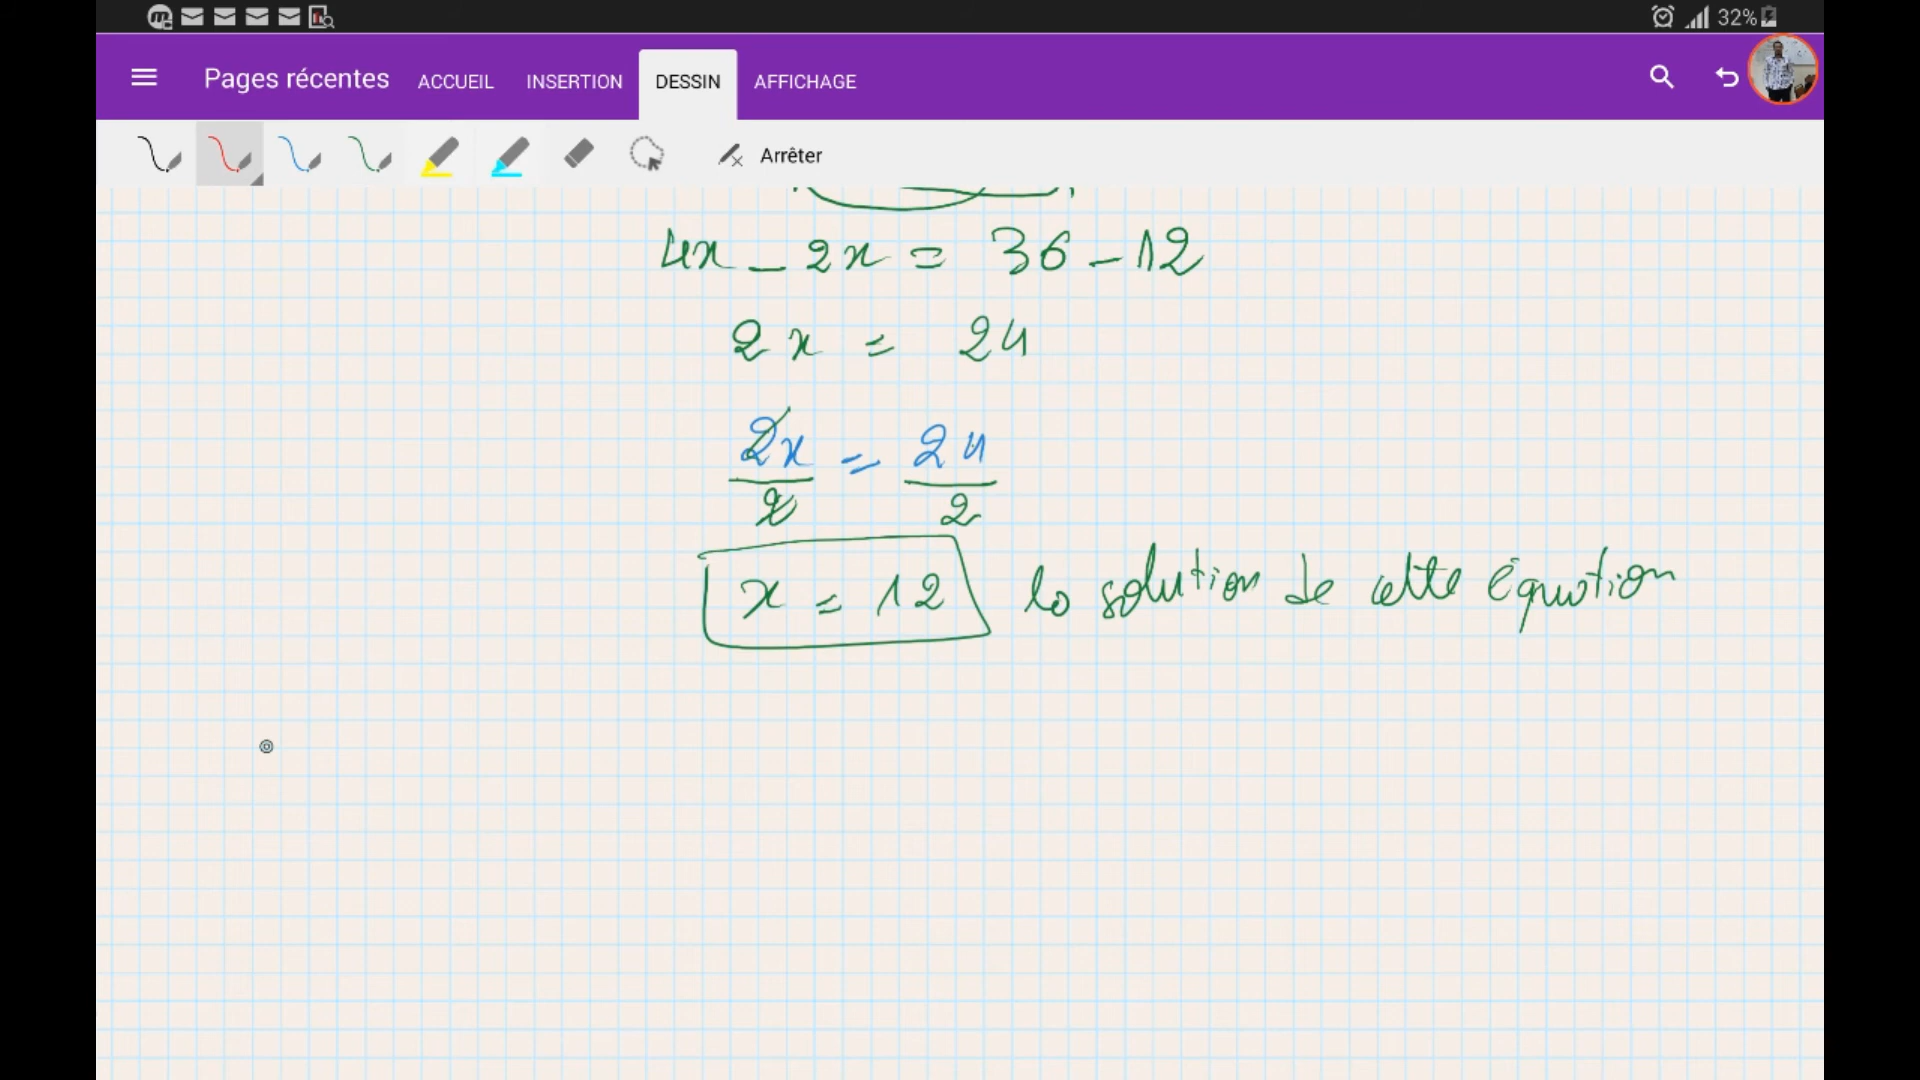 32%
Pages récentes ACCUEIL INSERTION DESSIN AFFICHAGE
Arrêter
4x - 2x = 36 - 12
2x = 24
2x/2 = 24/2
x = 12 la solution de cette équation